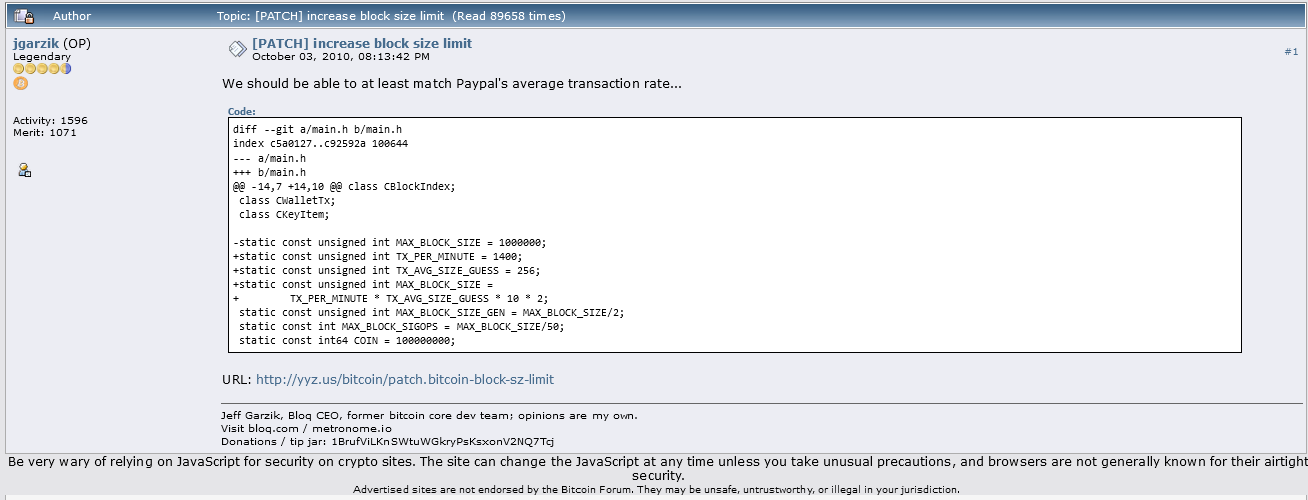 Author Topic: [PATCH] increase block size limit (Read 89658 times)
jgarzik (OP)
Legendary
Activity: 1596
Merit: 1071
[PATCH] increase block size limit
October 03, 2010, 08:13:42 PM
#1
We should be able to at least match Paypal's average transaction rate...
Code:
diff --git a/main.h b/main.h
index c5a0127..c92592a 100644
--- a/main.h
+++ b/main.h
@@ -14,7 +14,10 @@ class CBlockIndex;
 class CWalletTx;
 class CKeyItem;
-static const unsigned int MAX_BLOCK_SIZE = 1000000;
+static const unsigned int TX_PER_MINUTE = 1400;
+static const unsigned int TX_AVG_SIZE_GUESS = 256;
+static const unsigned int MAX_BLOCK_SIZE =
+        TX_PER_MINUTE * TX_AVG_SIZE_GUESS * 10 * 2;
 static const unsigned int MAX_BLOCK_SIZE_GEN = MAX_BLOCK_SIZE/2;
 static const int MAX_BLOCK_SIGOPS = MAX_BLOCK_SIZE/50;
 static const int64 COIN = 100000000;
URL: http://yyz.us/bitcoin/patch.bitcoin-block-sz-limit
Jeff Garzik, Bloq CEO, former bitcoin core dev team; opinions are my own.
Visit bloq.com / metronome.io
Donations / tip jar: 1BrufViLKnSWtuWGkryPsKsxonV2NQ7Tcj
Be very wary of relying on JavaScript for security on crypto sites. The site can change the JavaScript at any time unless you take unusual precautions, and browsers are not generally known for their airtight
security.
Advertised sites are not endorsed by the Bitcoin Forum. They may be unsafe, untrustworthy, or illegal in your jurisdiction.